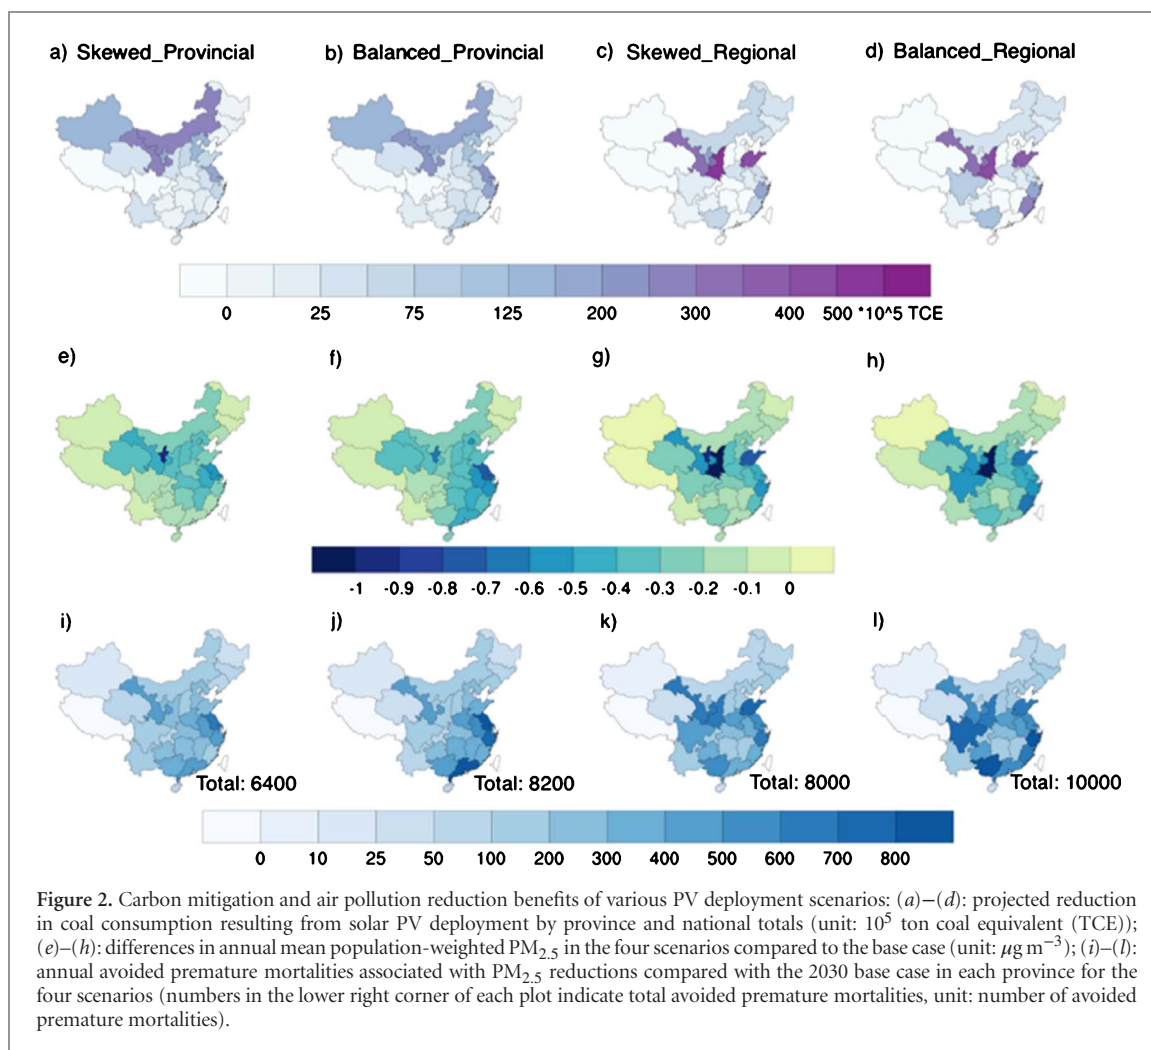 a) Skewed_Provincial
b) Balanced_Provincial
c) Skewed_Regional
d) Balanced_Regional
0 25 75 125 200 300 400 500 *10^5 TCE
e)
f)
g)
h)
-1 -0.9 -0.8 -0.7 -0.6 -0.5 -0.4 -0.3 -0.2 -0.1 0
i)
j)
k)
l)
Total: 6400
Total: 8200
Total: 8000
Total: 10000
0 10 25 50 100 200 300 400 500 600 700 800
Figure 2. Carbon mitigation and air pollution reduction benefits of various PV deployment scenarios: (a)–(d): projected reduction
in coal consumption resulting from solar PV deployment by province and national totals (unit: 10⁵ ton coal equivalent (TCE));
(e)–(h): differences in annual mean population-weighted PM₂.₅ in the four scenarios compared to the base case (unit: μg m⁻³); (i)–(l):
annual avoided premature mortalities associated with PM₂.₅ reductions compared with the 2030 base case in each province for the
four scenarios (numbers in the lower right corner of each plot indicate total avoided premature mortalities, unit: number of avoided
premature mortalities).